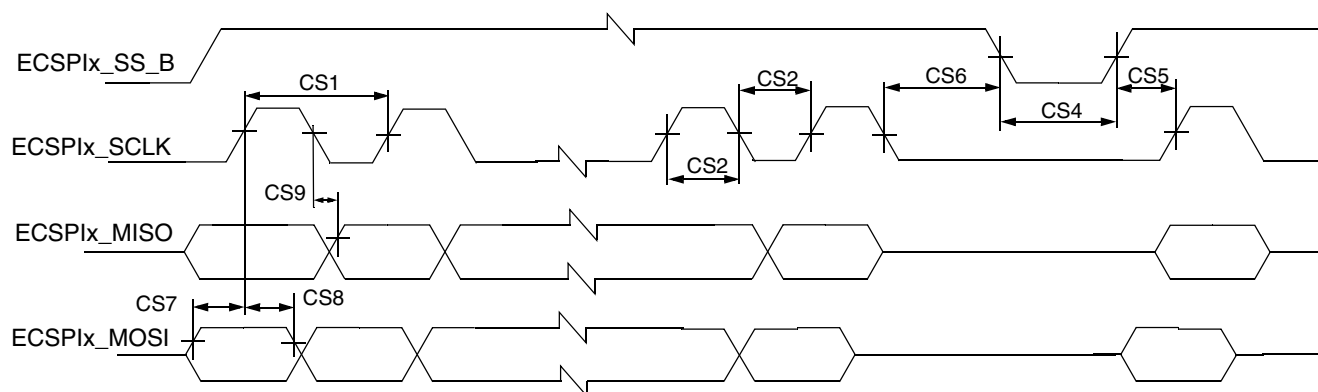 ECSPIx_SS_B
CS1
CS2
CS6
CS5
CS4
ECSPIx_SCLK
CS2
CS9
ECSPIx_MISO
CS7
CS8
ECSPIx_MOSI